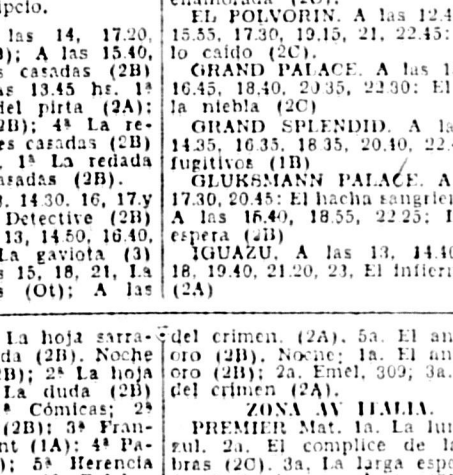 ipcio.
las 14, 17.20,
); A las 15.40,
casadas (2B)
as 13.45 hs. 1ª
del pirta (2A);
2B); 4ª La re-
es casadas (2B)
1ª La redada
asadas (2B).
14.30. 16, 17.y
Detective (2B)
13, 14.50, 16.40,
La gaviota (3)
s 15, 18, 21, La
s (Ot); A las
La hoja sarra-
da (2B). Noche
2B); 2ª La hoja
La duda (2B)
ª Cómicas; 2ª
(2B); 3ª Fran-
nt (1A); 4ª Pa-
); 5ª Herencia
EL POLVORIN. A las 12.4
15.55, 17.30, 19.15, 21, 22.45:
lo caído (2C).
GRAND PALACE. A las 1
16.45, 18.40, 20.35, 22.30: El
la niebla (2C)
GRAND SPLENDID. A la
14.35, 16.35, 18.35, 20.40, 22.
fugitivos (1B)
GLUKSMANN PALACE. A
17.30, 20.45: El hacha sangrien
A las 15.40, 18.55, 22.25:
espera (2B)
IGUAZU. A las 13, 14.40
18, 19.40, 21.20, 23, El infiern
(2A)
del crimen. (2A). 5a. El an
oro (2B). Noche; 1a. El an
oro (2B); 2a. Emel, 309; 3a.
del crimen (2A).
ZONA AV ITALIA.
PREMIER Mat. 1a. La lun
zul. 2a. El complice de la
bras (2C). 3a, La larga espe